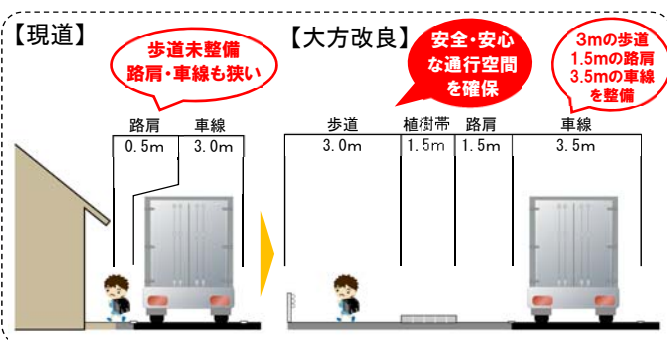 【現道】
歩道未整備
路肩・車線も狭い
路肩 車線
0.5m 3.0m
【大方改良】
安全・安心
な通行空間
を確保
3mの歩道
1.5mの路肩
3.5mの車線
を整備
歩道 植樹帯 路肩 車線
3.0m 1.5m 1.5m 3.5m